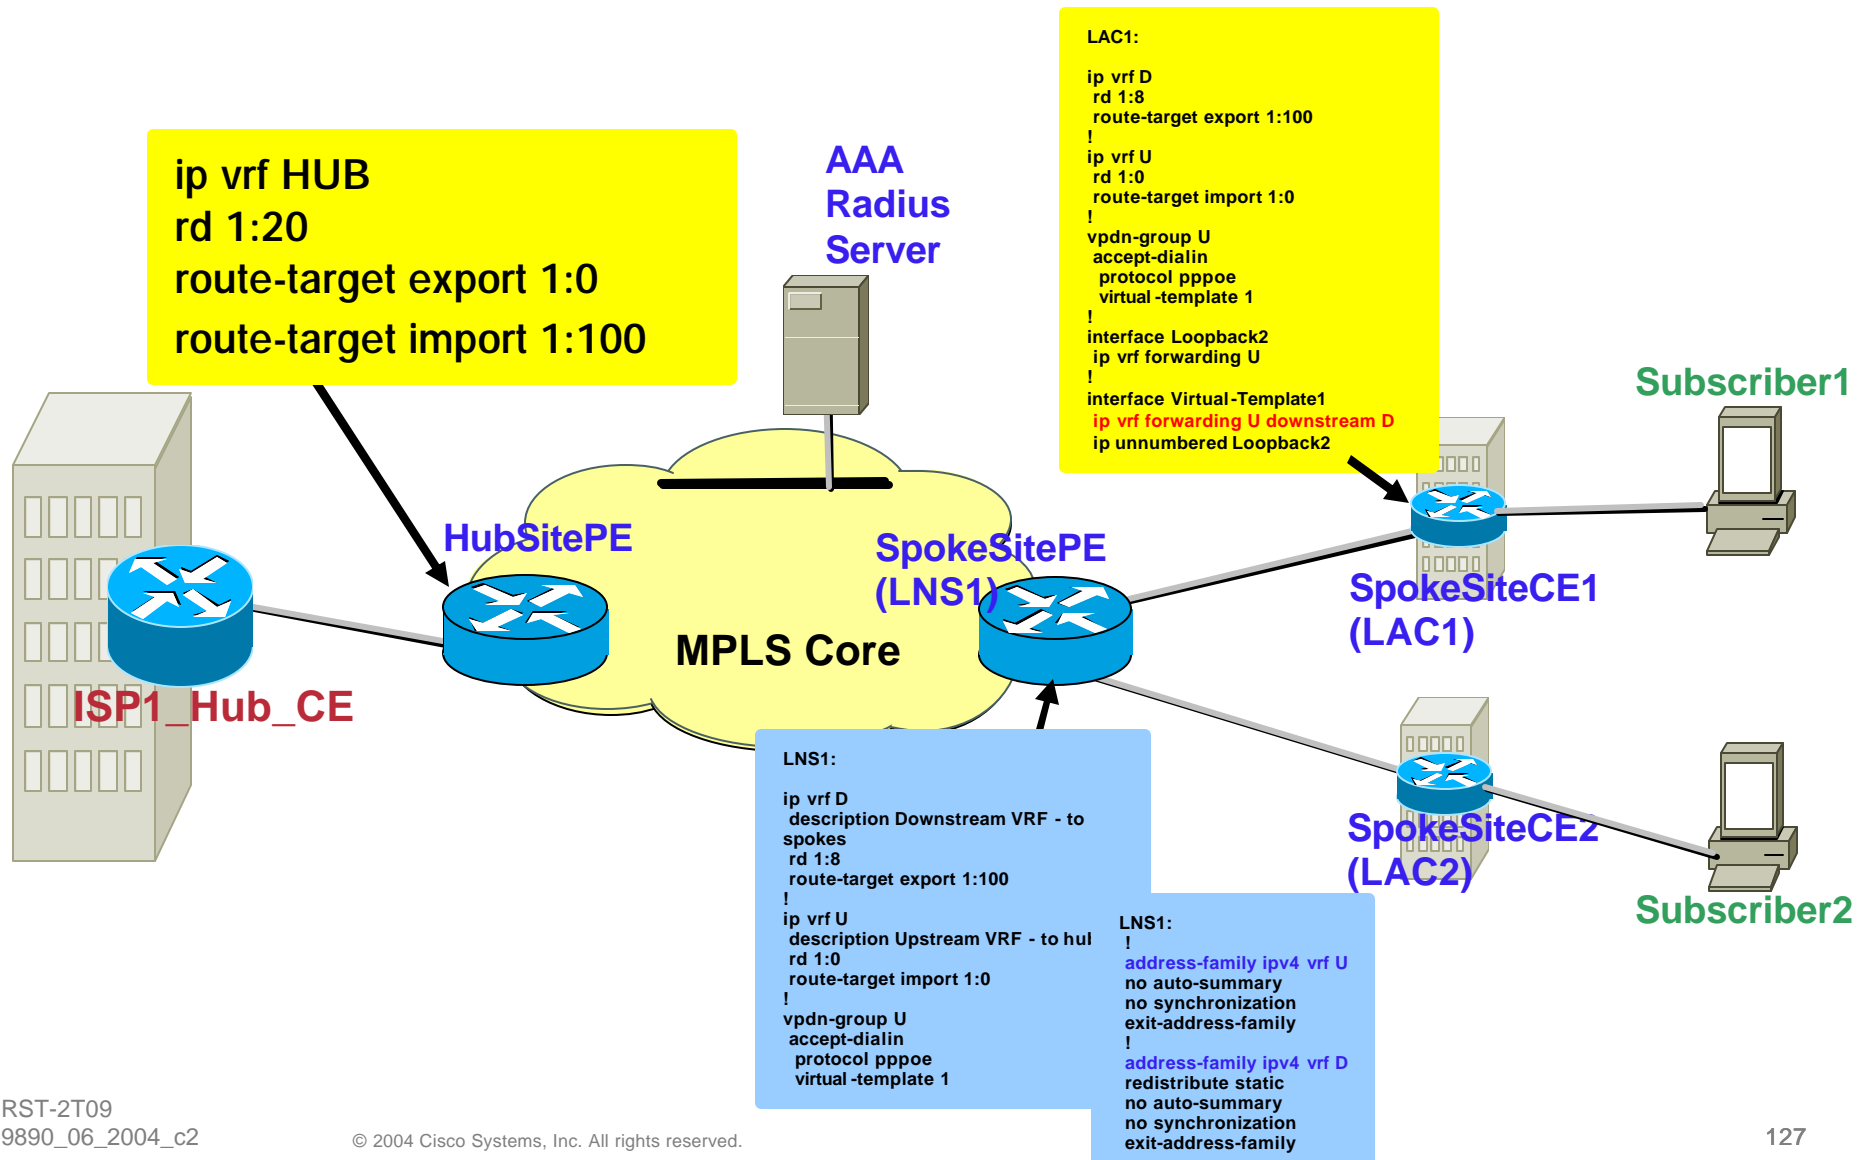 LAC1:
ip vrf D
rd 1:8
route-target export 1:100
!
ip vrf U
rd 1:0
route-target import 1:0
!
vpdn-group U
accept-dialin
protocol pppoe
virtual-template 1
!
interface Loopback2
ip vrf forwarding U
!
interface Virtual-Template1
ip vrf forwarding U downstream D
ip unnumbered Loopback2
ip vrf HUB
rd 1:20
route-target export 1:0
route-target import 1:100
AAA
Radius
Server
Subscriber1
HubSitePE
SpokeSitePE
(LNS1)
SpokeSiteCE1
(LAC1)
MPLS Core
ISP1_Hub_CE
LNS1:
ip vrf D
description Downstream VRF - to
spokes
rd 1:8
route-target export 1:100
!
ip vrf U
description Upstream VRF - to hub
rd 1:0
route-target import 1:0
!
vpdn-group U
accept-dialin
protocol pppoe
virtual-template 1
SpokeSiteCE2
(LAC2)
Subscriber2
LNS1:
!
address-family ipv4 vrf U
no auto-summary
no synchronization
exit-address-family
!
address-family ipv4 vrf D
redistribute static
no auto-summary
no synchronization
exit-address-family
RST-2T09
9890_06_2004_c2
© 2004 Cisco Systems, Inc. All rights reserved.
127